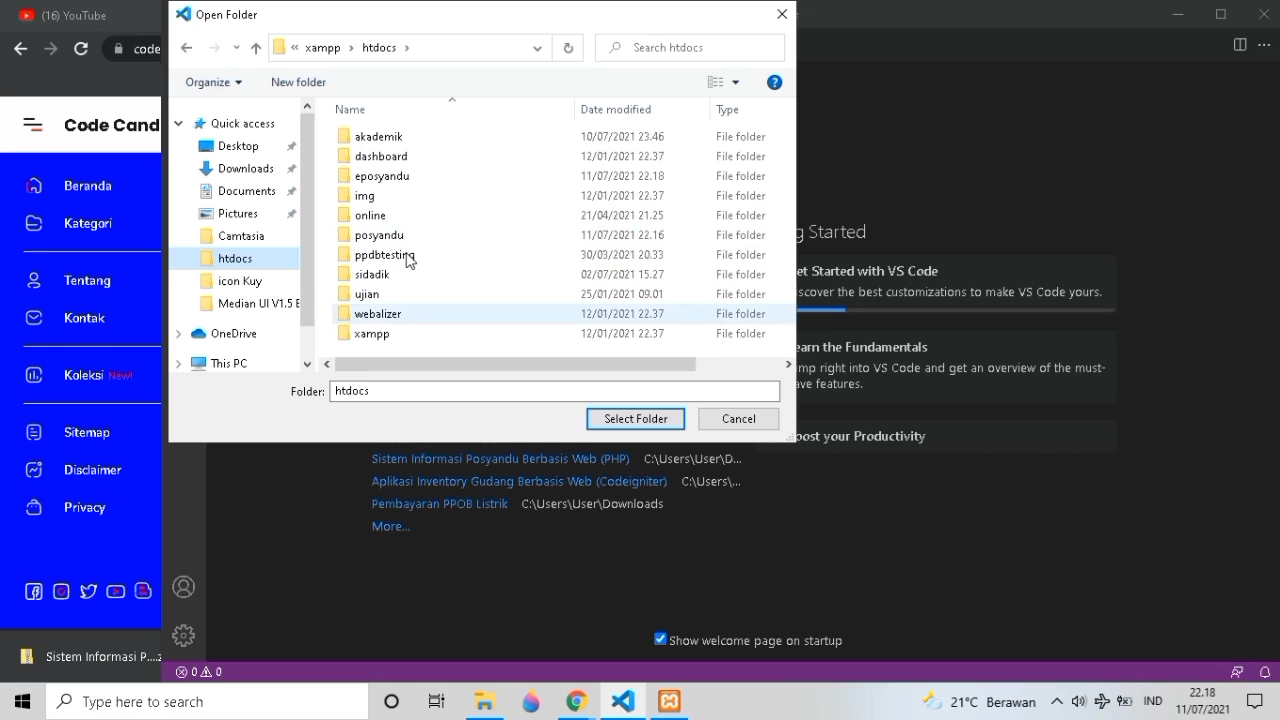 (16) YouTube
code
Code Cand
Beranda
Kategori
Tentang
Kontak
Koleksi New!
Sitemap
Disclaimer
Privacy
Sistem Informasi P....z
Open Folder
« xampp › htdocs ›
Search htdocs
Organize
New folder
Quick access
Desktop
Downloads
Documents
Pictures
Camtasia
htdocs
icon Kuy
Median UI V1.5 E
OneDrive
This PC
Name Date modified Type
akademik 10/07/2021 23.46 File folder
dashboard 12/01/2021 22.37 File folder
eposyandu 11/07/2021 22.18 File folder
img 12/01/2021 22.37 File folder
online 21/04/2021 21.25 File folder
posyandu 11/07/2021 22.16 File folder
ppdbtesting 30/03/2021 20.33 File folder
sidadik 02/07/2021 15.27 File folder
ujian 25/01/2021 09.01 File folder
webalizer 12/01/2021 22.37 File folder
xampp 12/01/2021 22.37 File folder
Folder: htdocs
Select Folder Cancel
g Started
et Started with VS Code
iscover the best customizations to make VS Code yours.
earn the Fundamentals
mp right into VS Code and get an overview of the must-
ave features.
oost your Productivity
Sistem Informasi Posyandu Berbasis Web (PHP) C:\Users\User\D...
Aplikasi Inventory Gudang Berbasis Web (Codeigniter) C:\Users\...
Pembayaran PPOB Listrik C:\Users\User\Downloads
More...
Show welcome page on startup
0 0
Type here to search
21°C Berawan
IND
22.18
11/07/2021